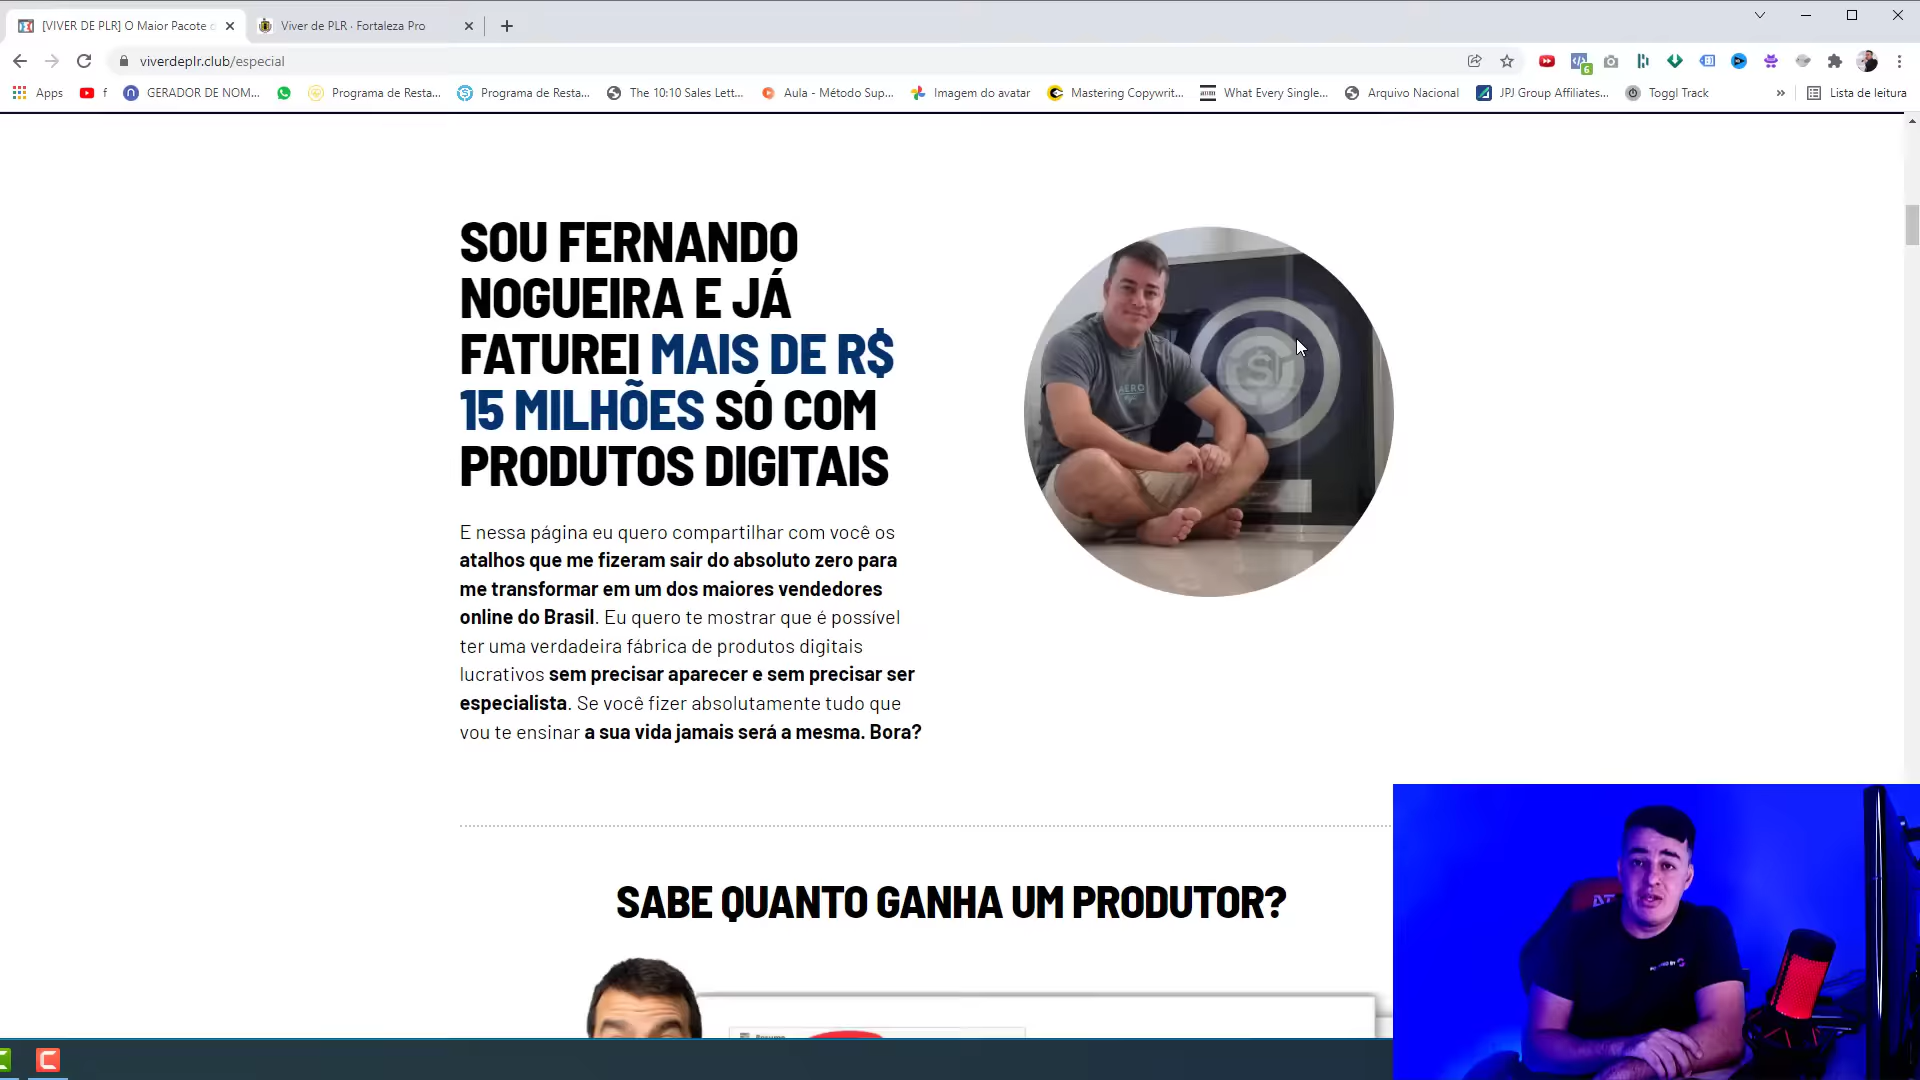 [VIVER DE PLR] O Maior Pacote
Viver de PLR · Fortaleza Pro
viverdeplr.club/especial
6
Apps
f
GERADOR DE NOM...
Programa de Resta...
Programa de Resta...
The 10:10 Sales Lett...
Aula - Método Sup...
Imagem do avatar
Mastering Copywrit...
What Every Single...
Arquivo Nacional
JPJ Group Affiliates...
Toggl Track
»
Lista de leitura
SOU FERNANDO
NOGUEIRA E JÁ
FATUREI MAIS DE R$
15 MILHÕES SÓ COM
PRODUTOS DIGITAIS
E nessa página eu quero compartilhar com você os
atalhos que me fizeram sair do absoluto zero para
me transformar em um dos maiores vendedores
online do Brasil. Eu quero te mostrar que é possível
ter uma verdadeira fábrica de produtos digitais
lucrativos sem precisar aparecer e sem precisar ser
especialista. Se você fizer absolutamente tudo que
vou te ensinar a sua vida jamais será a mesma. Bora?
SABE QUANTO GANHA UM PRODUTOR?